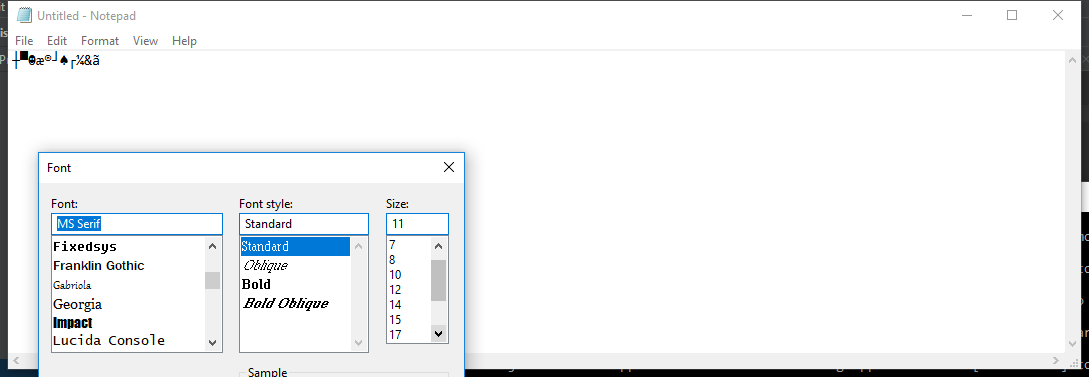 Untitled - Notepad
File Edit Format View Help
┼▀☻æ®┘♠┌¼&ã
Font
Font: Font style: Size:
MS Serif Standard 11
Fixedsys
Franklin Gothic
Gabriola
Georgia
Impact
Lucida Console
Standard
Oblique
Bold
Bold Oblique
7
8
10
12
14
15
17
Sample